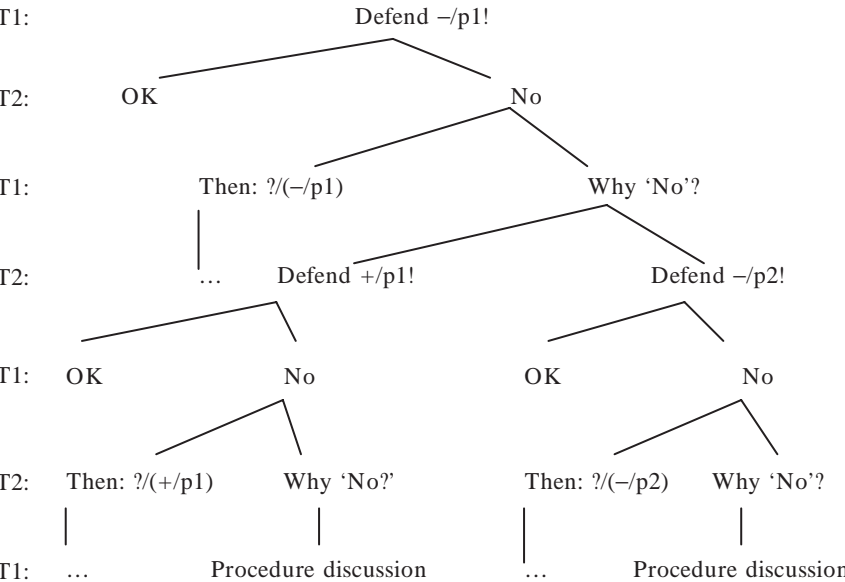 T1: Defend –/p1!
T2: OK No
T1: Then: ?/(–/p1) Why ‘No’?
T2: … Defend +/p1! Defend –/p2!
T1: OK No OK No
T2: Then: ?/(+/p1) Why ‘No?’ Then: ?/(–/p2) Why ‘No’?
T1: … Procedure discussion … Procedure discussion